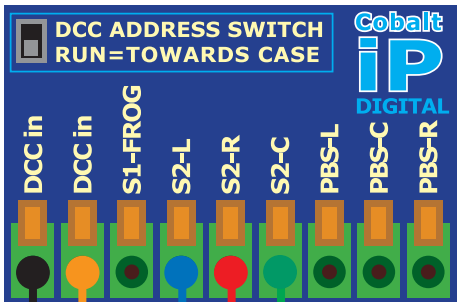 DCC ADDRESS SWITCH
RUN=TOWARDS CASE
Cobalt
iP
DIGITAL
DCC in
DCC in
S1-FROG
S2-L
S2-R
S2-C
PBS-L
PBS-C
PBS-R